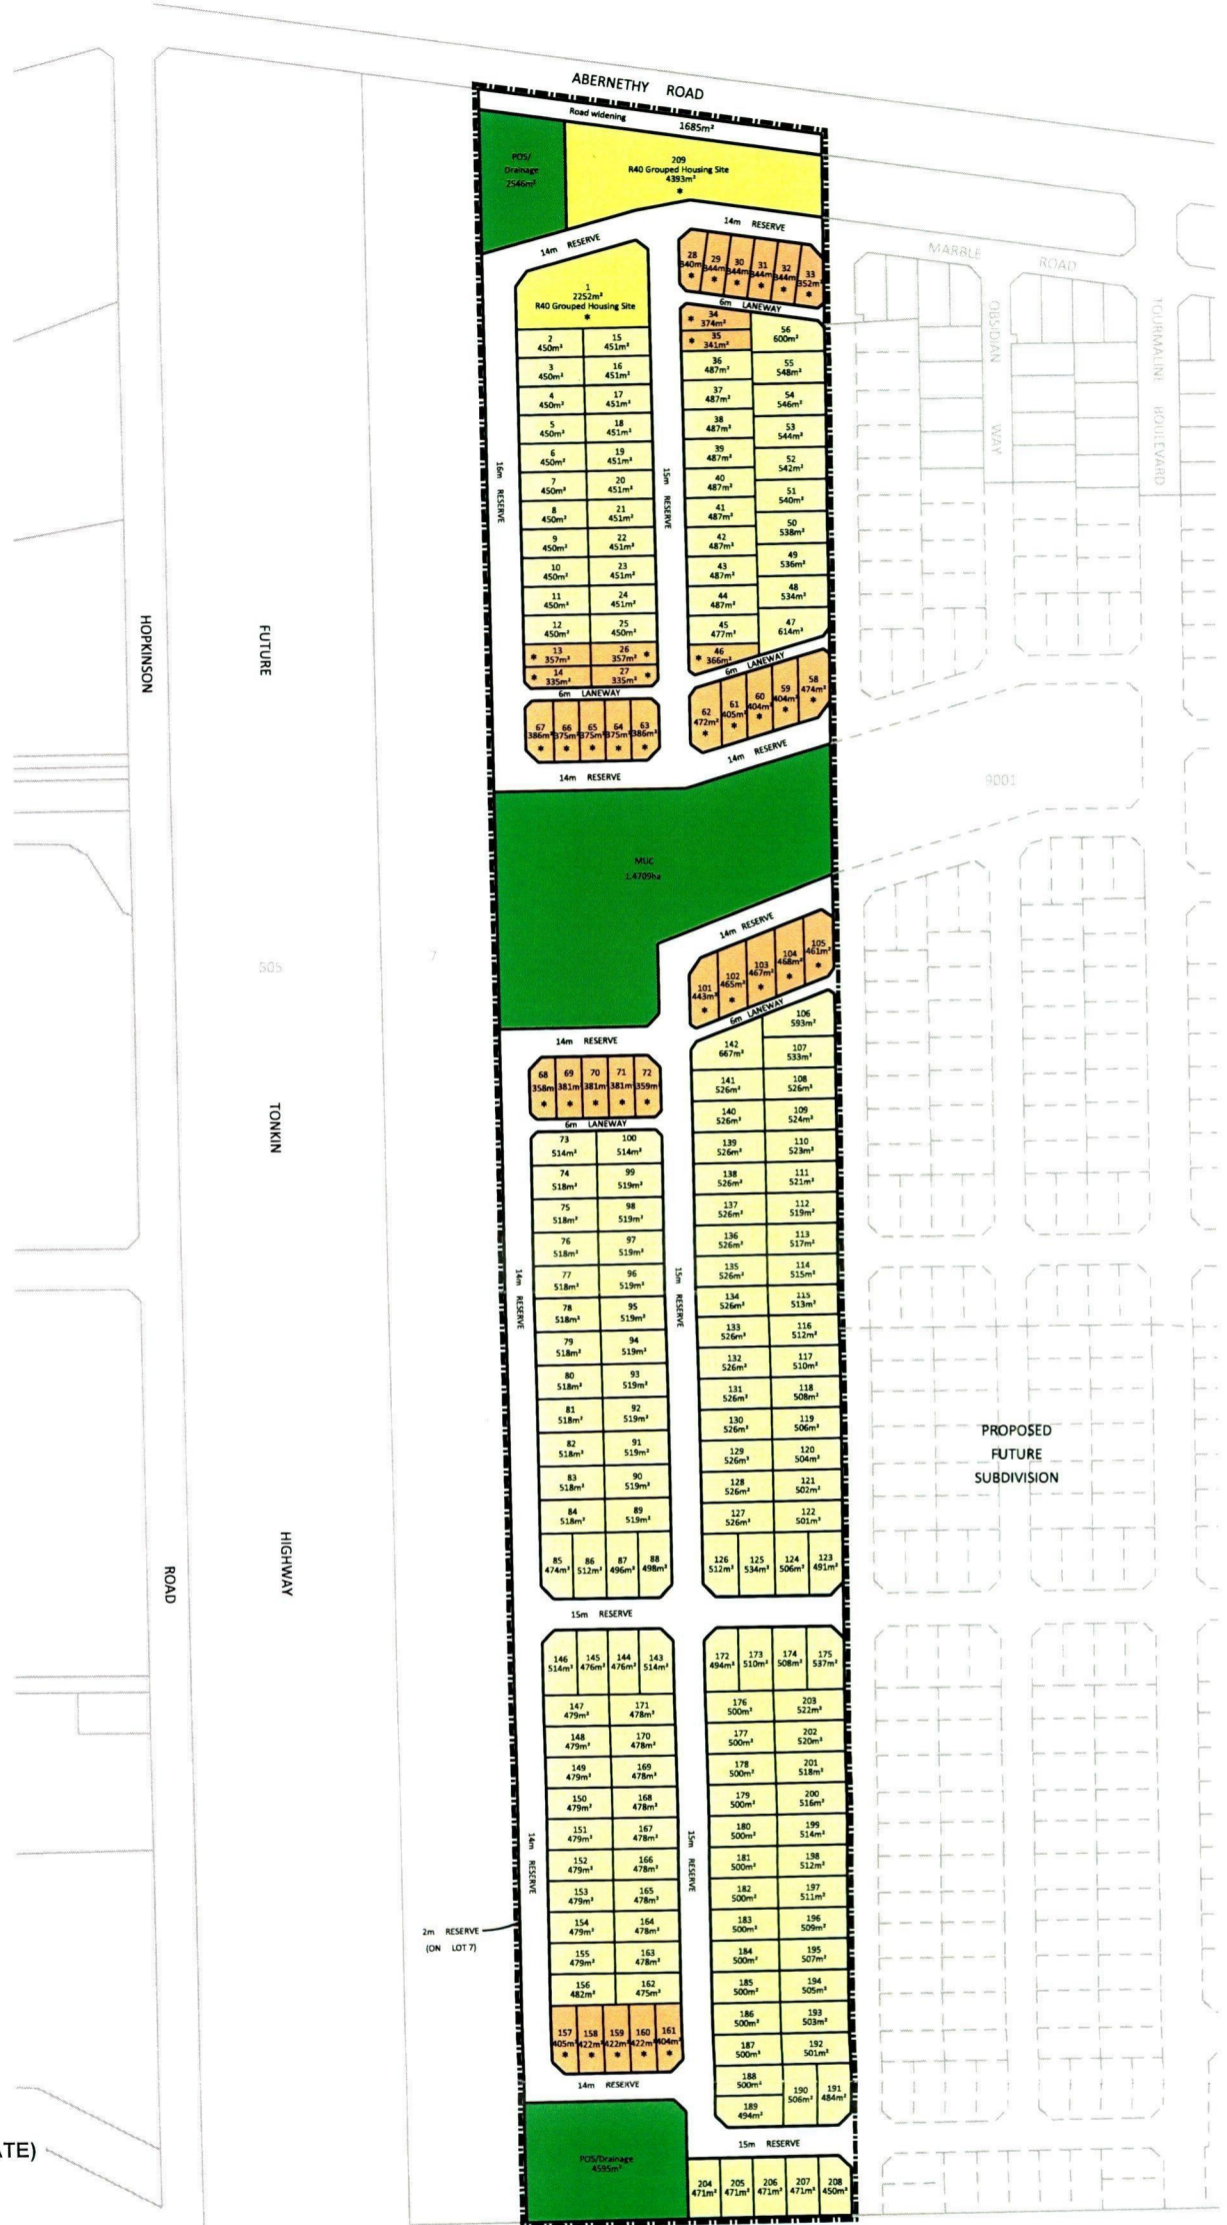 ABERNETHY ROAD
Road widening
1685m²
POS/
Drainage
2546m²
209
R40 Grouped Housing Site
4393m²
*
14m RESERVE
14m RESERVE
MARBLE ROAD
OBSIDIAN WAY
TOURMALINE BOULEVARD
28
340m
*
29
344m
*
30
344m
*
31
344m
*
32
344m
*
33
352m²
*
6m LANEWAY
1
2252m²
R40 Grouped Housing Site
*
2
450m²
15
451m²
3
450m²
16
451m²
4
450m²
17
451m²
5
450m²
18
451m²
6
450m²
19
451m²
7
450m²
20
451m²
8
450m²
21
451m²
9
450m²
22
451m²
10
450m²
23
451m²
11
450m²
24
451m²
12
450m²
25
450m²
* 13
357m²
26 *
357m²
* 14
335m²
27 *
335m²
16m RESERVE
15m RESERVE
* 34
374m²
* 35
341m²
56
600m²
36
487m²
55
548m²
37
487m²
54
546m²
38
487m²
53
544m²
39
487m²
52
542m²
40
487m²
51
540m²
41
487m²
50
538m²
42
487m²
49
536m²
43
487m²
48
534m²
44
487m²
47
614m²
45
477m²
* 46
366m²
6m LANEWAY
6m LANEWAY
67
386m²
*
66
375m²
*
65
375m²
*
64
375m²
*
63
386m²
*
62
472m²
*
61
405m²
*
60
404m²
*
59
404m²
*
58
474m²
*
14m RESERVE
14m RESERVE
MUC
1.4709ha
9001
HOPKINSON ROAD
FUTURE TONKIN HIGHWAY
505
7
14m RESERVE
101
443m²
*
102
465m²
*
103
467m²
*
104
468m²
*
105
461m²
*
6m LANEWAY
14m RESERVE
68
358m
*
69
381m
*
70
381m
*
71
381m
*
72
359m
*
6m LANEWAY
73
514m²
100
514m²
74
518m²
99
519m²
75
518m²
98
519m²
76
518m²
97
519m²
77
518m²
96
519m²
78
518m²
95
519m²
79
518m²
94
519m²
80
518m²
93
519m²
81
518m²
92
519m²
82
518m²
91
519m²
83
518m²
90
519m²
84
518m²
89
519m²
85
474m²
86
512m²
87
496m²
88
498m²
14m RESERVE
15m RESERVE
106
593m²
142
667m²
107
533m²
141
526m²
108
526m²
140
526m²
109
524m²
139
526m²
110
523m²
138
526m²
111
521m²
137
526m²
112
519m²
136
526m²
113
517m²
135
526m²
114
515m²
134
526m²
115
513m²
133
526m²
116
512m²
132
526m²
117
510m²
131
526m²
118
508m²
130
526m²
119
506m²
129
526m²
120
504m²
128
526m²
121
502m²
127
526m²
122
501m²
126
512m²
125
534m²
124
506m²
123
491m²
PROPOSED
FUTURE
SUBDIVISION
15m RESERVE
146
514m²
145
476m²
144
476m²
143
514m²
147
479m²
171
478m²
148
479m²
170
478m²
149
479m²
169
478m²
150
479m²
168
478m²
151
479m²
167
478m²
152
479m²
166
478m²
153
479m²
165
478m²
154
479m²
164
478m²
155
479m²
163
478m²
156
482m²
162
475m²
157
405m²
*
158
422m²
*
159
422m²
*
160
422m²
*
161
404m²
*
14m RESERVE
15m RESERVE
2m RESERVE
(ON LOT 7)
172
494m²
173
510m²
174
508m²
175
537m²
176
500m²
203
522m²
177
500m²
202
520m²
178
500m²
201
518m²
179
500m²
200
516m²
180
500m²
199
514m²
181
500m²
198
512m²
182
500m²
197
511m²
183
500m²
196
509m²
184
500m²
195
507m²
185
500m²
194
505m²
186
500m²
193
503m²
187
500m²
192
501m²
188
500m²
189
494m²
190
506m²
191
484m²
14m RESERVE
POS/Drainage
4595m²
15m RESERVE
204
471m²
205
471m²
206
471m²
207
471m²
208
450m²
TE)